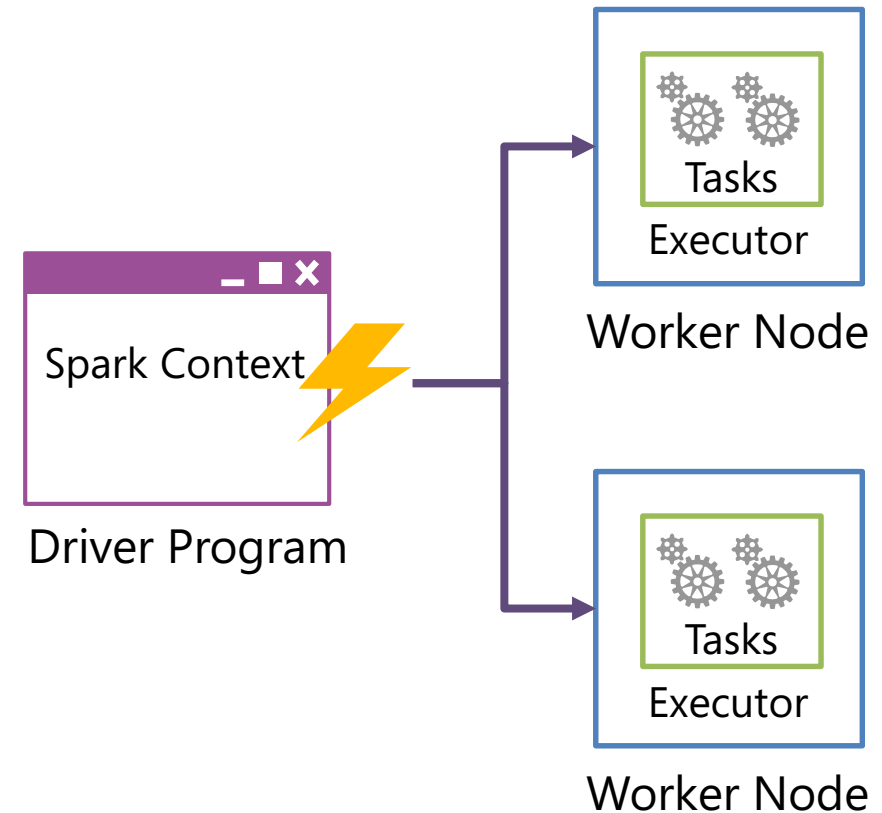 Spark Context
Driver Program
Tasks
Executor
Worker Node
Tasks
Executor
Worker Node